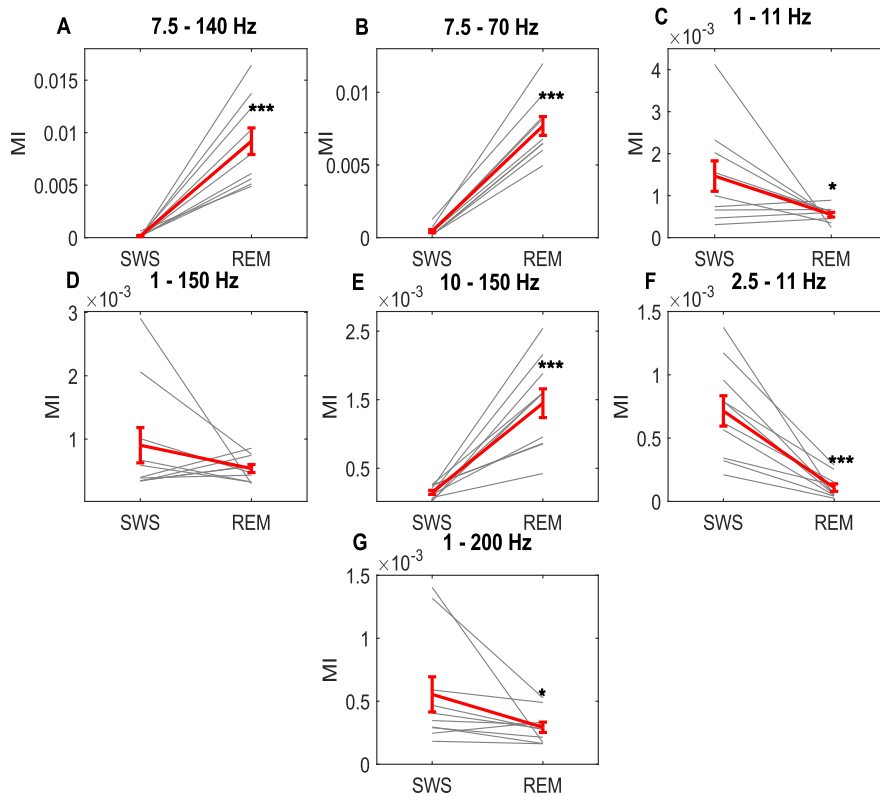 A 7.5 - 140 Hz
0.015
***
0.01
MI
0.005
0
SWS REM
B 7.5 - 70 Hz
0.01
***
MI
0.005
0
SWS REM
C 1 - 11 Hz
×10⁻³
4
3
MI
2
*
1
0
SWS REM
D 1 - 150 Hz
×10⁻³
3
2
MI
1
SWS REM
E 10 - 150 Hz
×10⁻³
2.5
***
MI
1.5
0.5
SWS REM
F 2.5 - 11 Hz
×10⁻³
1.5
1
MI
0.5
***
0
SWS REM
G 1 - 200 Hz
×10⁻³
1.5
1
MI
0.5
*
0
SWS REM